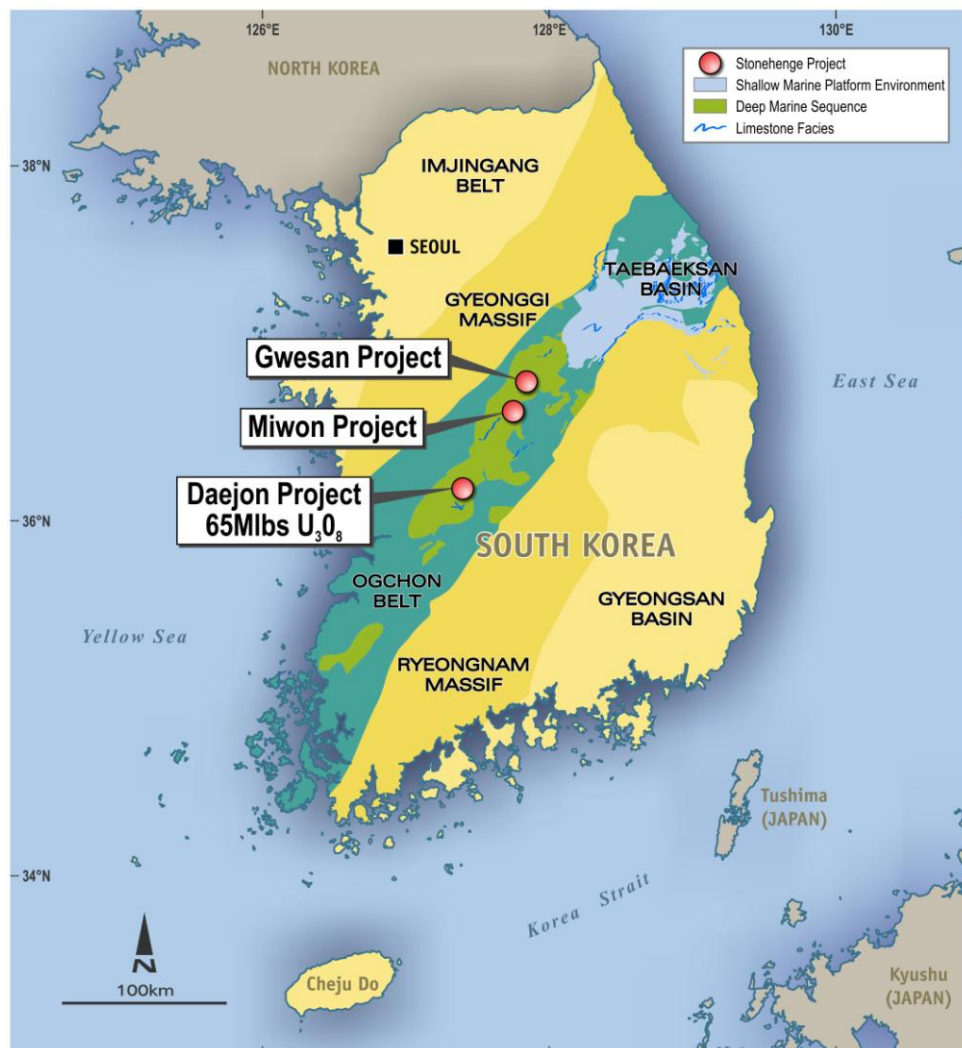 126°E
128°E
130°E
NORTH KOREA
Stonehenge Project
Shallow Marine Platform Environment
Deep Marine Sequence
Limestone Facies
38°N
IMJINGANG
BELT
SEOUL
TAEBAEKSAN
BASIN
GYEONGGI
MASSIF
Gwesan Project
East Sea
Miwon Project
Daejon Project
65Mlbs U₃0₈
36°N
SOUTH KOREA
OGCHON
BELT
GYEONGSAN
BASIN
Yellow Sea
RYEONGNAM
MASSIF
Tushima
(JAPAN)
34°N
Korea Strait
N
100km
Cheju Do
Kyushu
(JAPAN)